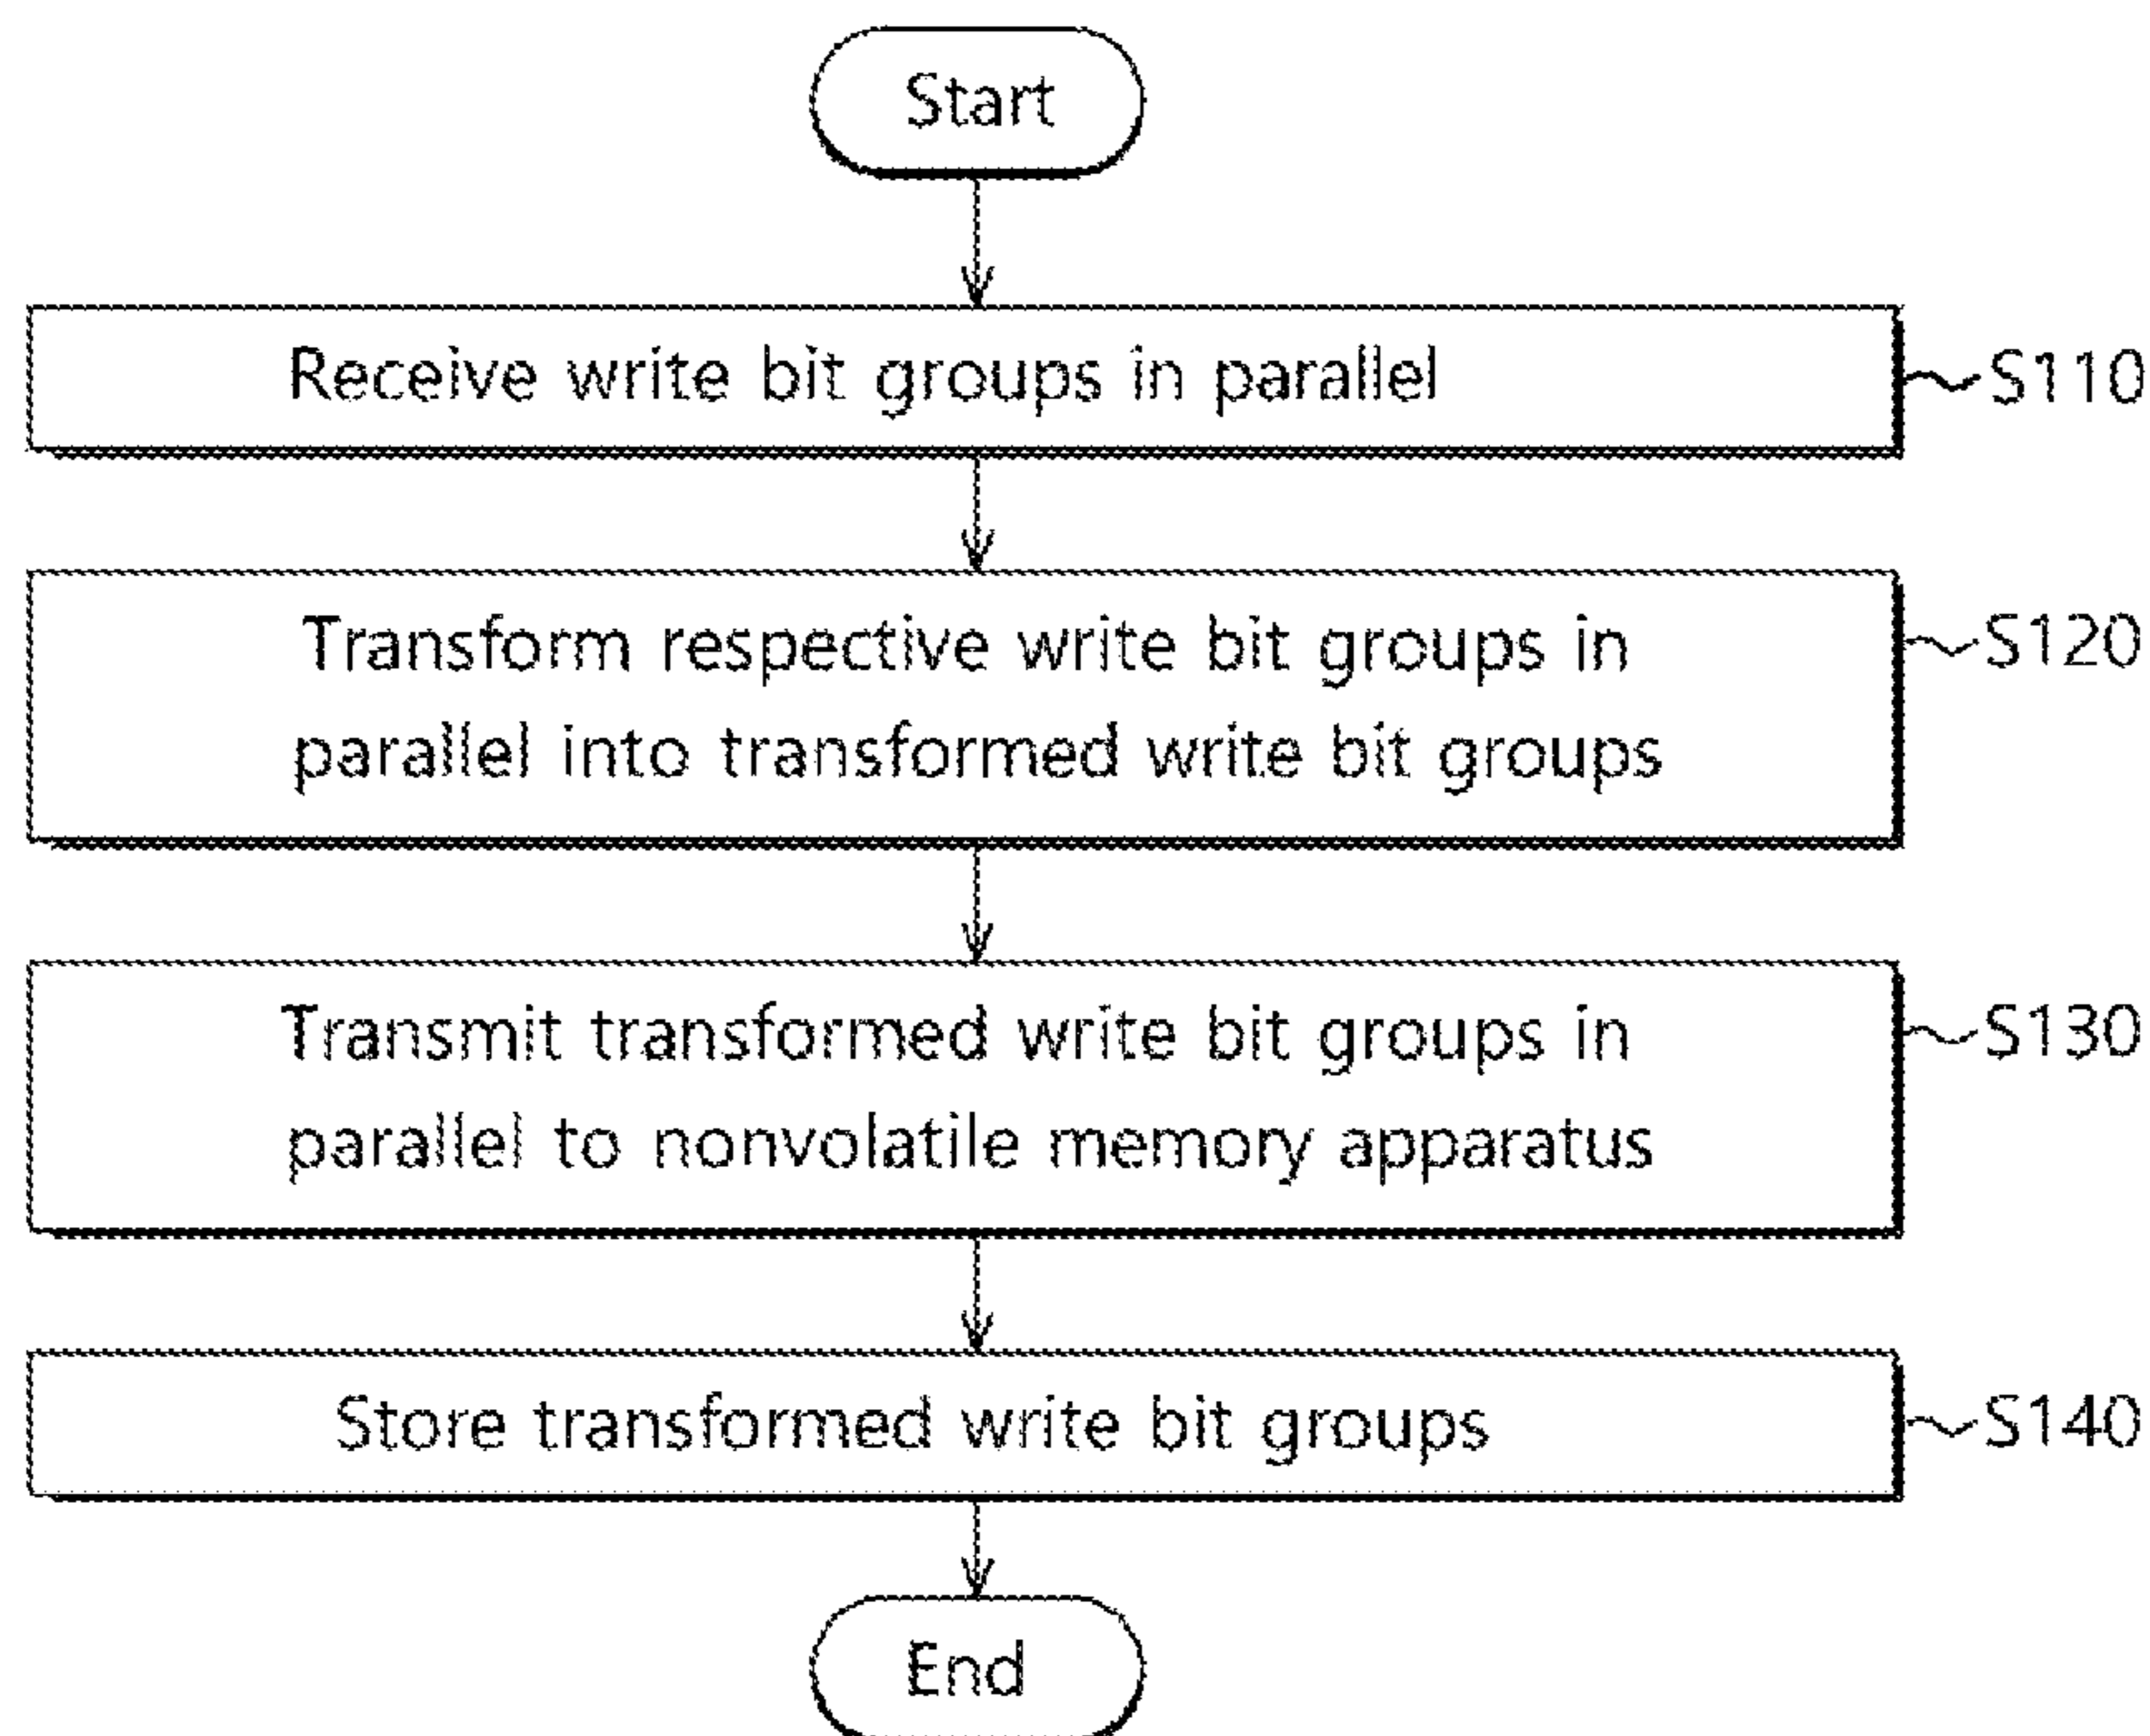 Start
Receive write bit groups in parallel
S110
Transform respective write bit groups in
S120
parallel into transformed write bit groups
Transmit transformed write bit groups in
S130
parallel to nonvolatile memory apparatus
Store transformed write bit groups
S140
End